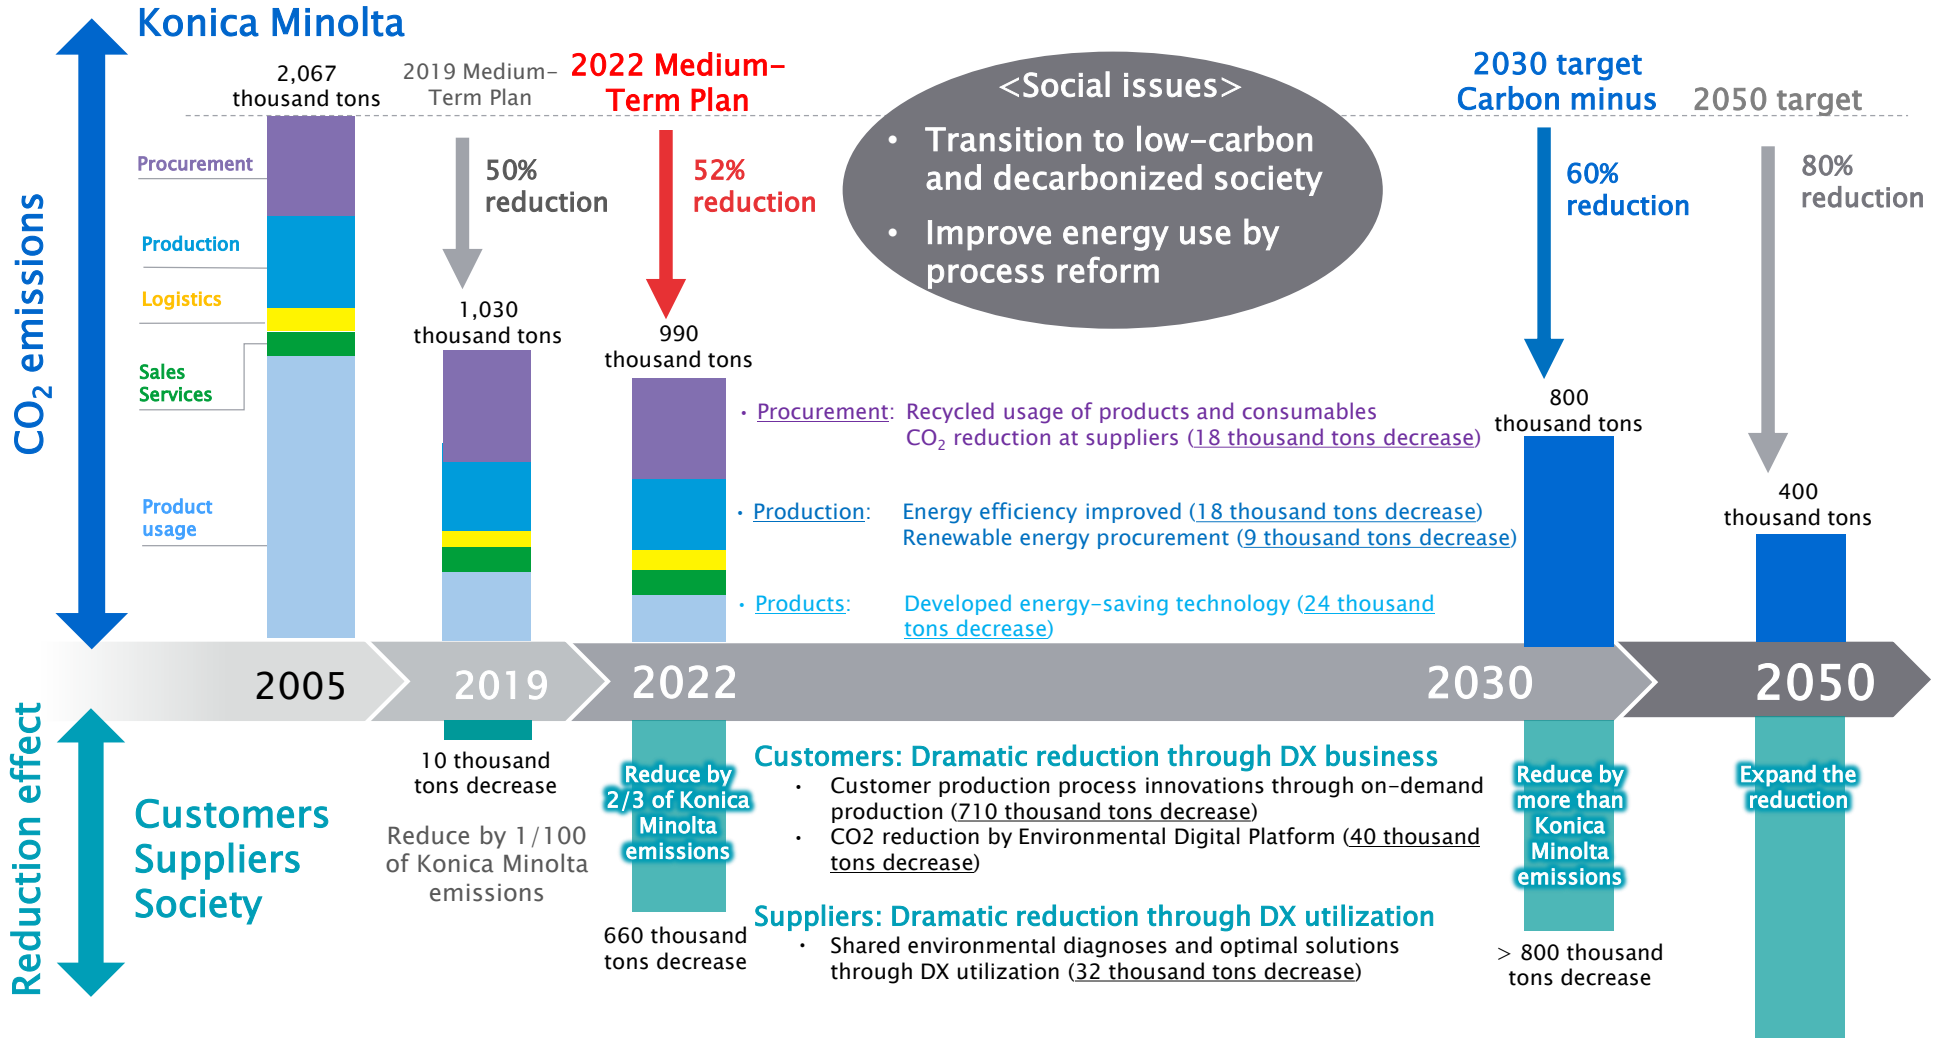 Konica Minolta
CO2 emissions
2,067
thousand tons
Procurement
Production
Logistics
Sales
Services
Product
usage
2019 Medium-
Term Plan
50%
reduction
1,030
thousand tons
2022 Medium-
Term Plan
52%
reduction
990
thousand tons
<Social issues>
• Transition to low-carbon
and decarbonized society
• Improve energy use by
process reform
2030 target
Carbon minus
60%
reduction
800
thousand tons
2050 target
80%
reduction
400
thousand tons
• Procurement: Recycled usage of products and consumables
CO2 reduction at suppliers (18 thousand tons decrease)
• Production: Energy efficiency improved (18 thousand tons decrease)
Renewable energy procurement (9 thousand tons decrease)
• Products: Developed energy-saving technology (24 thousand
tons decrease)
2005 2019 2022 2030 2050
Reduction effect
Customers
Suppliers
Society
10 thousand
tons decrease
Reduce by 1/100
of Konica Minolta
emissions
Reduce by
2/3 of Konica
Minolta
emissions
660 thousand
tons decrease
Customers: Dramatic reduction through DX business
• Customer production process innovations through on-demand
production (710 thousand tons decrease)
• CO2 reduction by Environmental Digital Platform (40 thousand
tons decrease)
Suppliers: Dramatic reduction through DX utilization
• Shared environmental diagnoses and optimal solutions
through DX utilization (32 thousand tons decrease)
Reduce by
more than
Konica
Minolta
emissions
> 800 thousand
tons decrease
Expand the
reduction